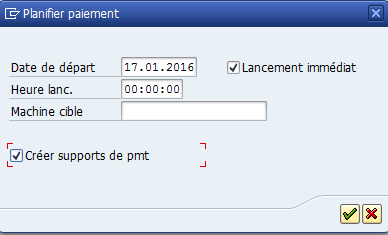 Planifier paiement
Date de départ 17.01.2016 Lancement immédiat
Heure lanc. 00:00:00
Machine cible
Créer supports de pmt